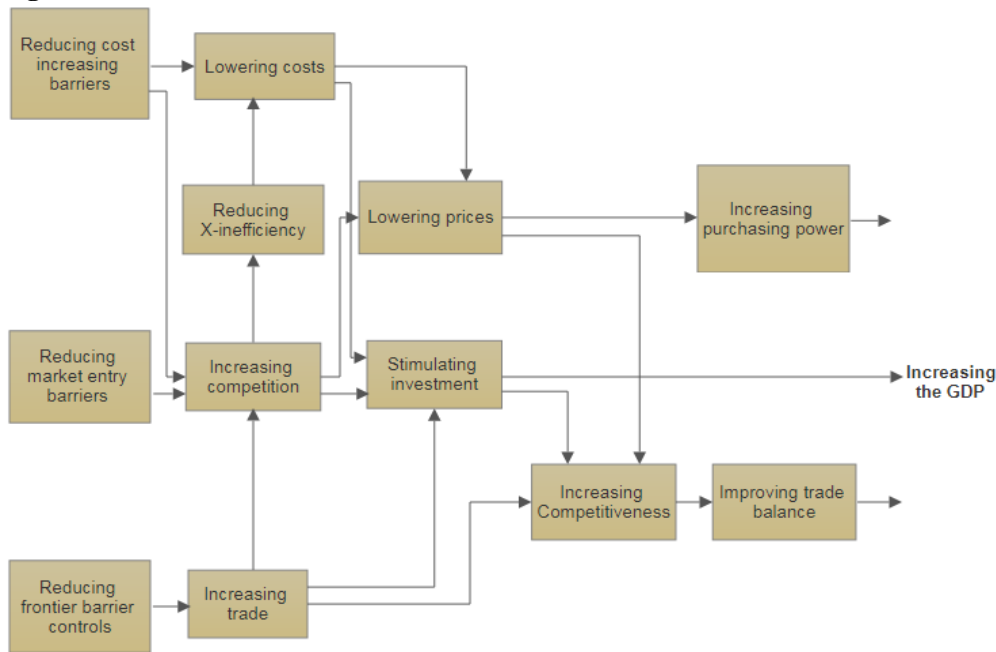 Reducing cost
increasing
barriers
Lowering costs
Reducing
X-inefficiency
Lowering prices
Increasing
purchasing power
Reducing
market entry
barriers
Increasing
competition
Stimulating
investment
Increasing
the GDP
Increasing
Competitiveness
Improving trade
balance
Reducing
frontier barrier
controls
Increasing
trade